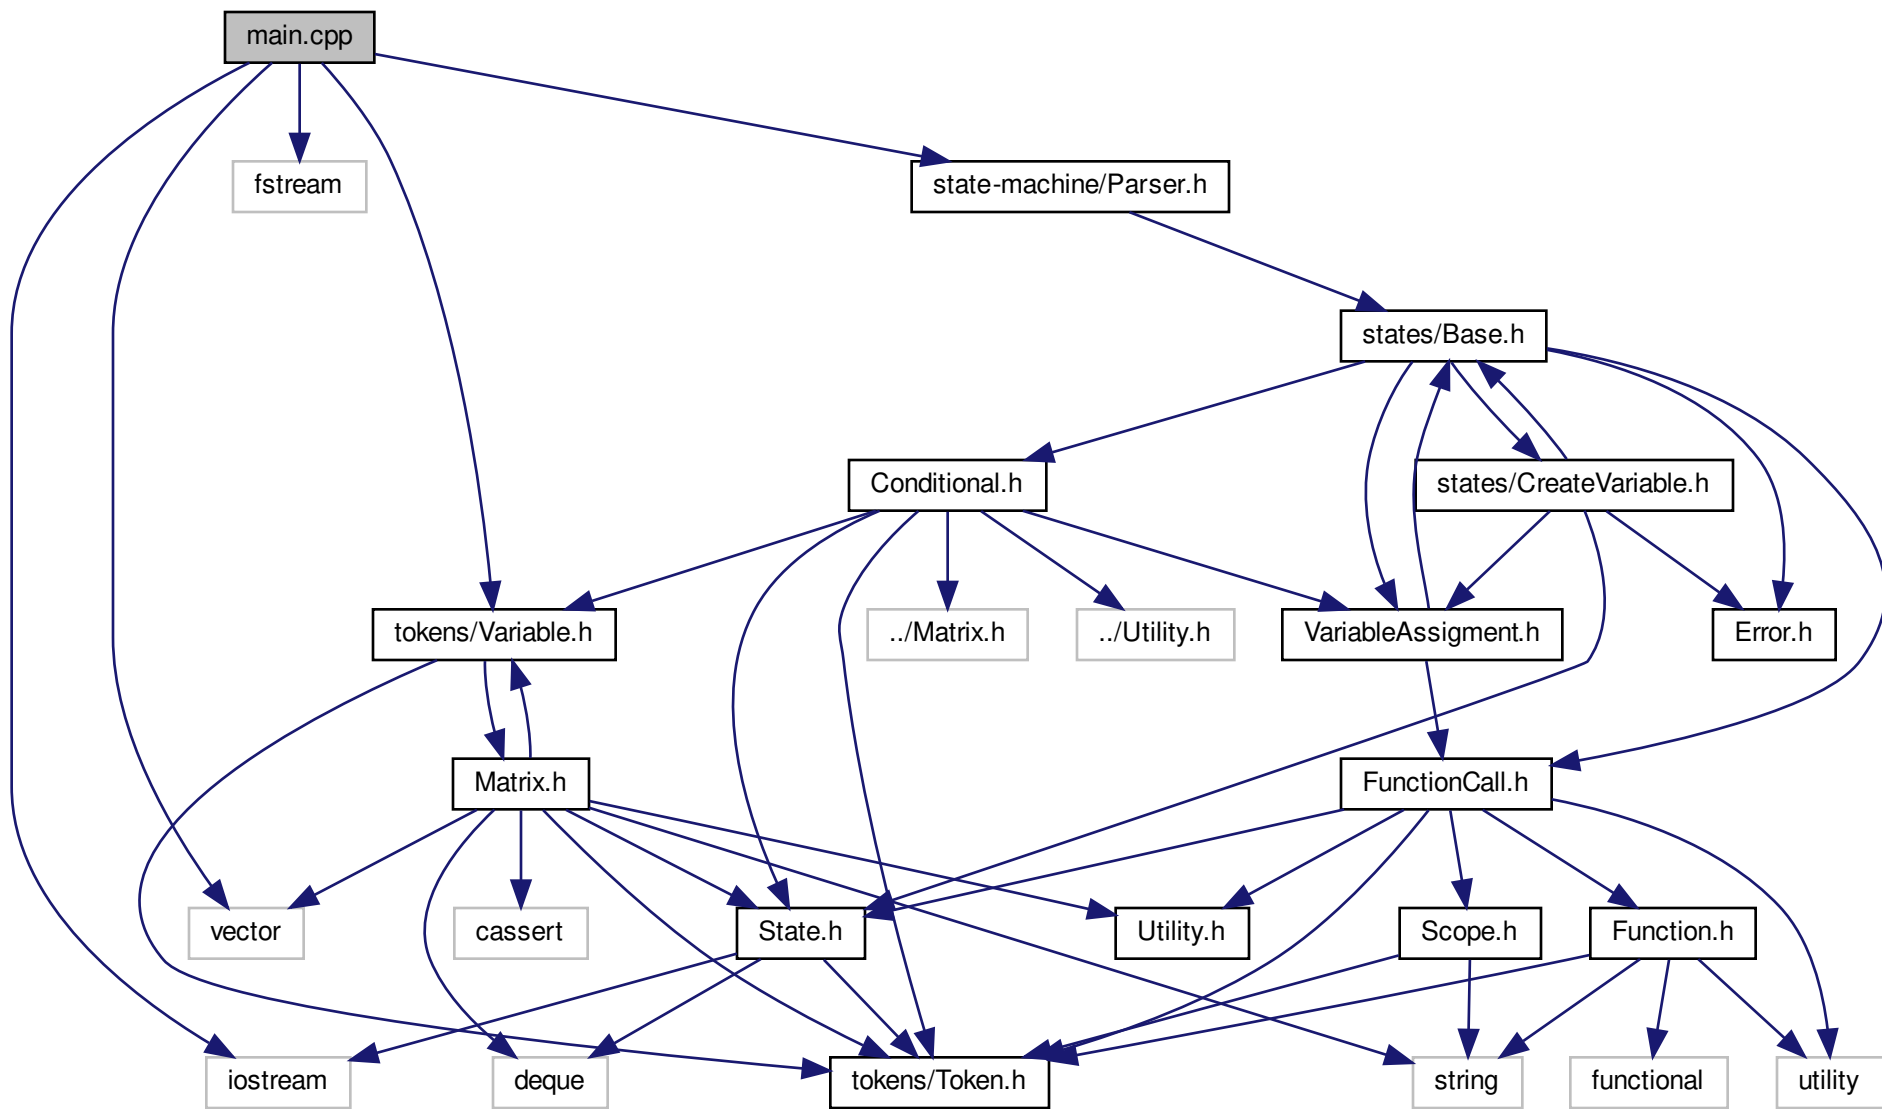 main.cpp
fstream
state-machine/Parser.h
states/Base.h
Conditional.h
states/CreateVariable.h
tokens/Variable.h
../Matrix.h
../Utility.h
VariableAssigment.h
Error.h
Matrix.h
FunctionCall.h
vector
cassert
State.h
Utility.h
Scope.h
Function.h
iostream
deque
tokens/Token.h
string
functional
utility